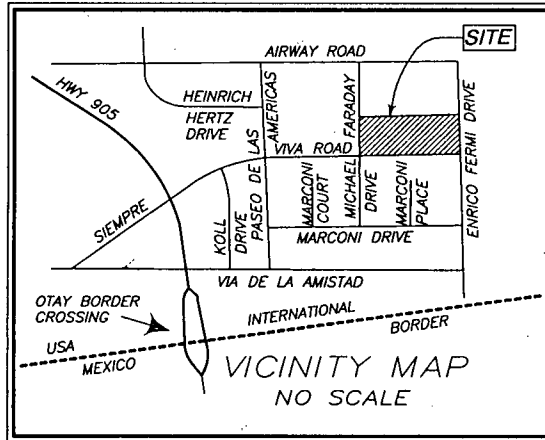 SITE
AIRWAY ROAD
HWY 905
HEINRICH
HERTZ
DRIVE
PASEO DE LAS
AMERICAS
MICHAEL
FARADAY
DRIVE
ENRICO FERMI DRIVE
SIEMPRE
VIVA ROAD
KOLL
DRIVE
MARCONI
COURT
MARCONI
PLACE
MARCONI DRIVE
VIA DE LA AMISTAD
OTAY BORDER
CROSSING
INTERNATIONAL
BORDER
USA
MEXICO
VICINITY MAP
NO SCALE